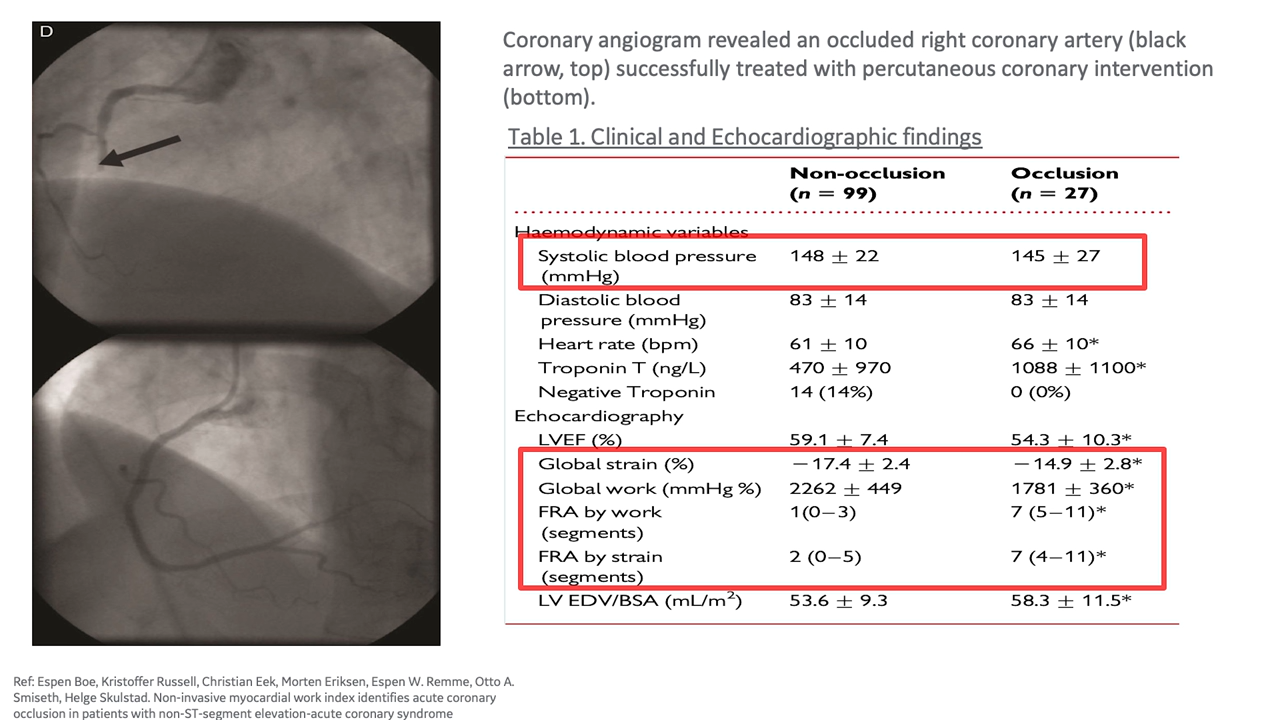 D
Coronary angiogram revealed an occluded right coronary artery (black
arrow, top) successfully treated with percutaneous coronary intervention
(bottom).
Table 1. Clinical and Echocardiographic findings
Non-occlusion Occlusion
(n = 99) (n = 27)
Haemodynamic variables
Systolic blood pressure 148 ± 22 145 ± 27
(mmHg)
Diastolic blood 83 ± 14 83 ± 14
pressure (mmHg)
Heart rate (bpm) 61 ± 10 66 ± 10*
Troponin T (ng/L) 470 ± 970 1088 ± 1100*
Negative Troponin 14 (14%) 0 (0%)
Echocardiography
LVEF (%) 59.1 ± 7.4 54.3 ± 10.3*
Global strain (%) −17.4 ± 2.4 −14.9 ± 2.8*
Global work (mmHg %) 2262 ± 449 1781 ± 360*
FRA by work 1(0–3) 7 (5–11)*
(segments)
FRA by strain 2 (0–5) 7 (4–11)*
(segments)
LV EDV/BSA (mL/m²) 53.6 ± 9.3 58.3 ± 11.5*
Ref: Espen Boe, Kristoffer Russell, Christian Eek, Morten Eriksen, Espen W. Remme, Otto A.
Smiseth, Helge Skulstad. Non-invasive myocardial work index identifies acute coronary
occlusion in patients with non-ST-segment elevation-acute coronary syndrome